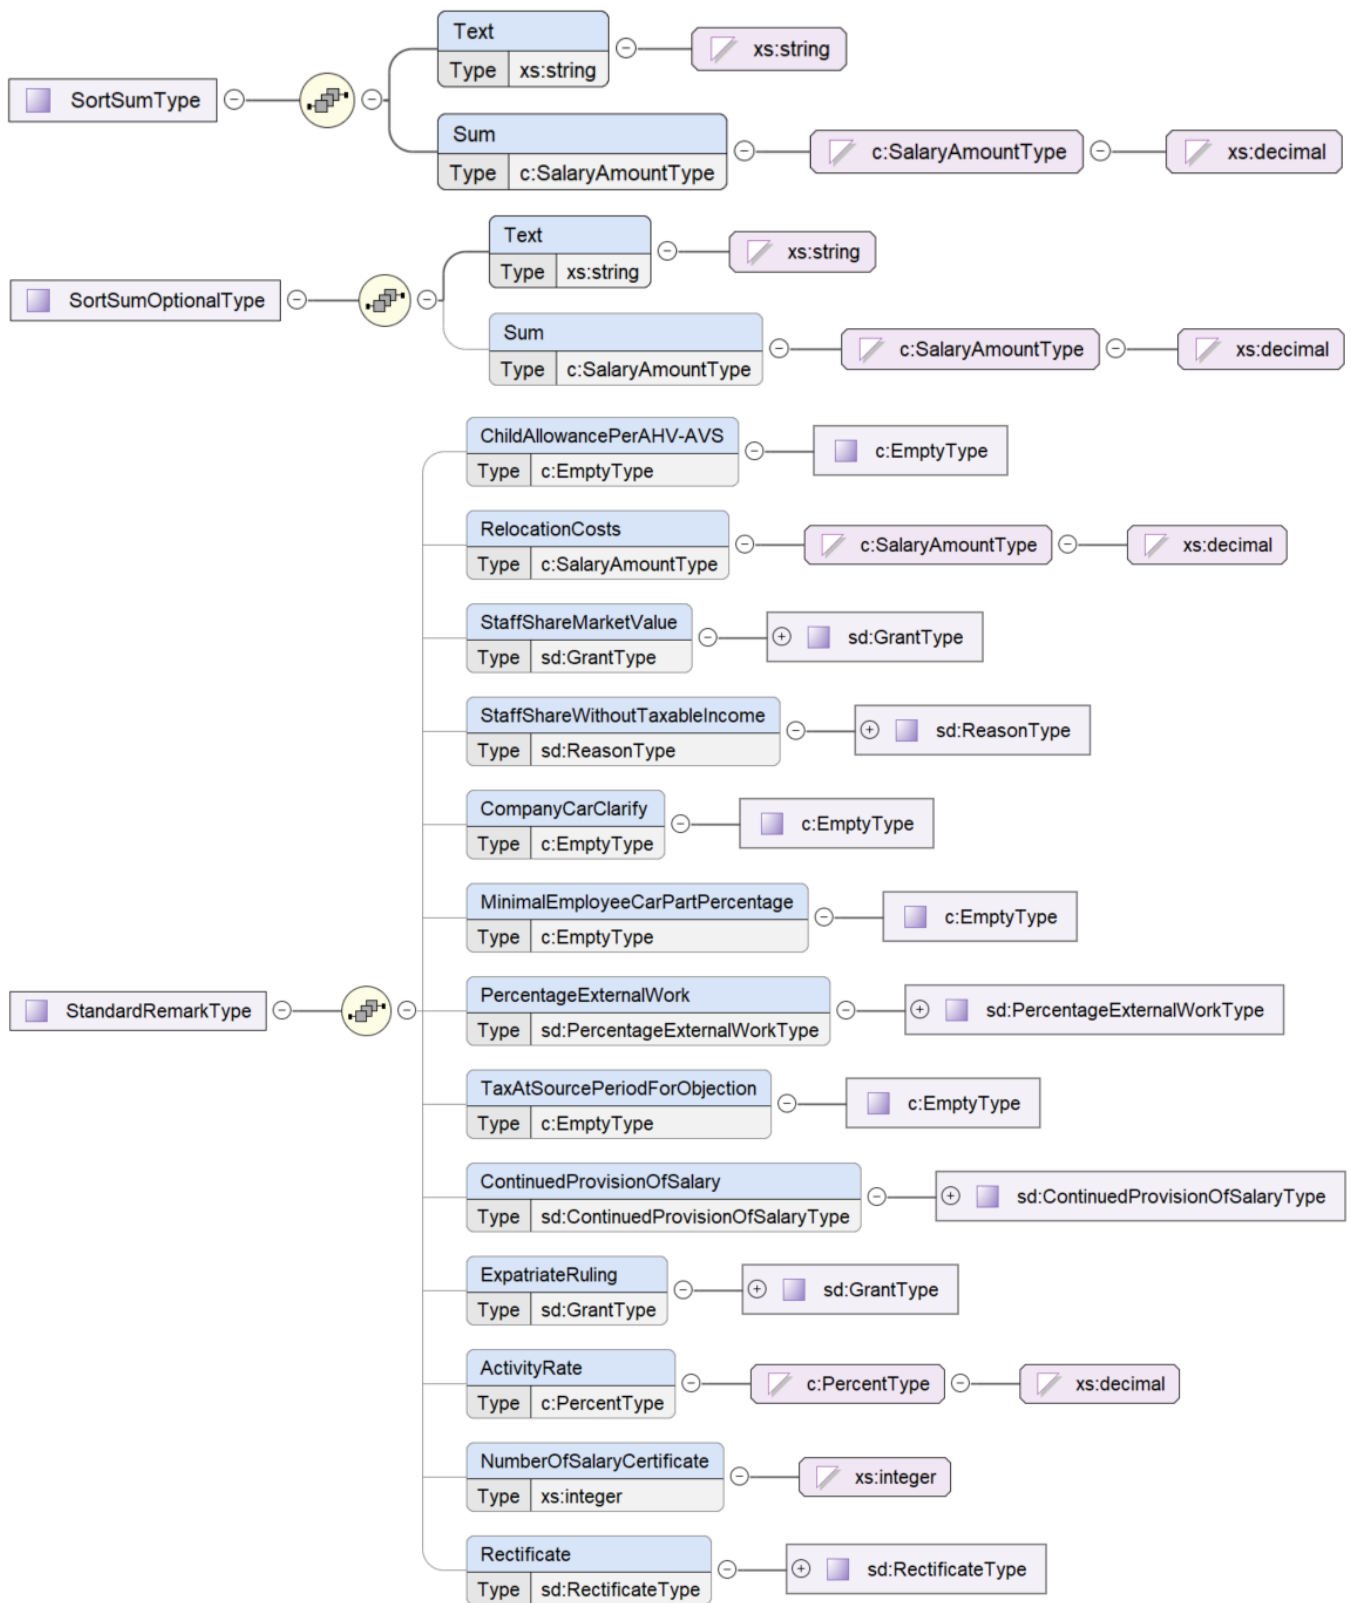 SortSumType
Text
Type xs:string
xs:string
Sum
Type c:SalaryAmountType
c:SalaryAmountType
xs:decimal
SortSumOptionalType
Text
Type xs:string
xs:string
Sum
Type c:SalaryAmountType
c:SalaryAmountType
xs:decimal
StandardRemarkType
ChildAllowancePerAHV-AVS
Type c:EmptyType
c:EmptyType
RelocationCosts
Type c:SalaryAmountType
c:SalaryAmountType
xs:decimal
StaffShareMarketValue
Type sd:GrantType
sd:GrantType
StaffShareWithoutTaxableIncome
Type sd:ReasonType
sd:ReasonType
CompanyCarClarify
Type c:EmptyType
c:EmptyType
MinimalEmployeeCarPartPercentage
Type c:EmptyType
c:EmptyType
PercentageExternalWork
Type sd:PercentageExternalWorkType
sd:PercentageExternalWorkType
TaxAtSourcePeriodForObjection
Type c:EmptyType
c:EmptyType
ContinuedProvisionOfSalary
Type sd:ContinuedProvisionOfSalaryType
sd:ContinuedProvisionOfSalaryType
ExpatriateRuling
Type sd:GrantType
sd:GrantType
ActivityRate
Type c:PercentType
c:PercentType
xs:decimal
NumberOfSalaryCertificate
Type xs:integer
xs:integer
Rectificate
Type sd:RectificateType
sd:RectificateType